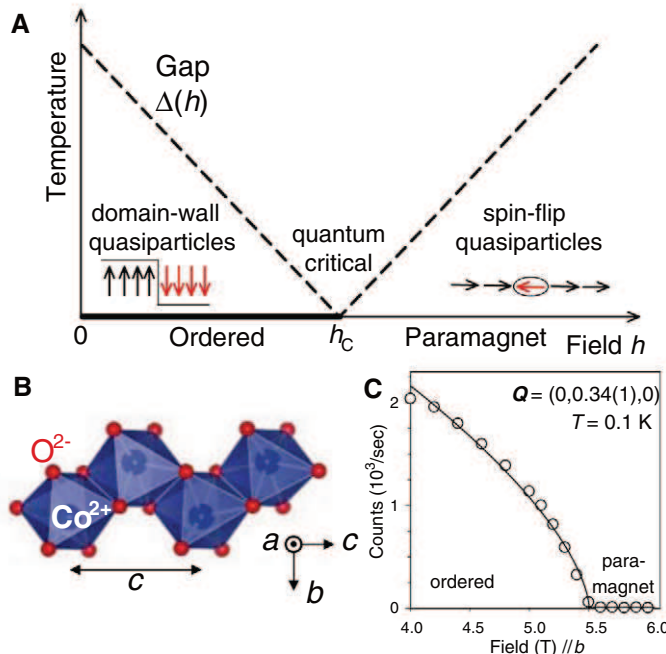 A
Temperature
Gap
Δ(h)
domain-wall
quasiparticles
quantum
critical
spin-flip
quasiparticles
0
Ordered
hC
Paramagnet
Field h
B
O2-
Co2+
c
a
c
b
C
Q = (0,0.34(1),0)
T = 0.1 K
Counts (10³/sec)
2
1
0
ordered
para-
magnet
4.0 4.5 5.0 5.5 6.0
Field (T) //b